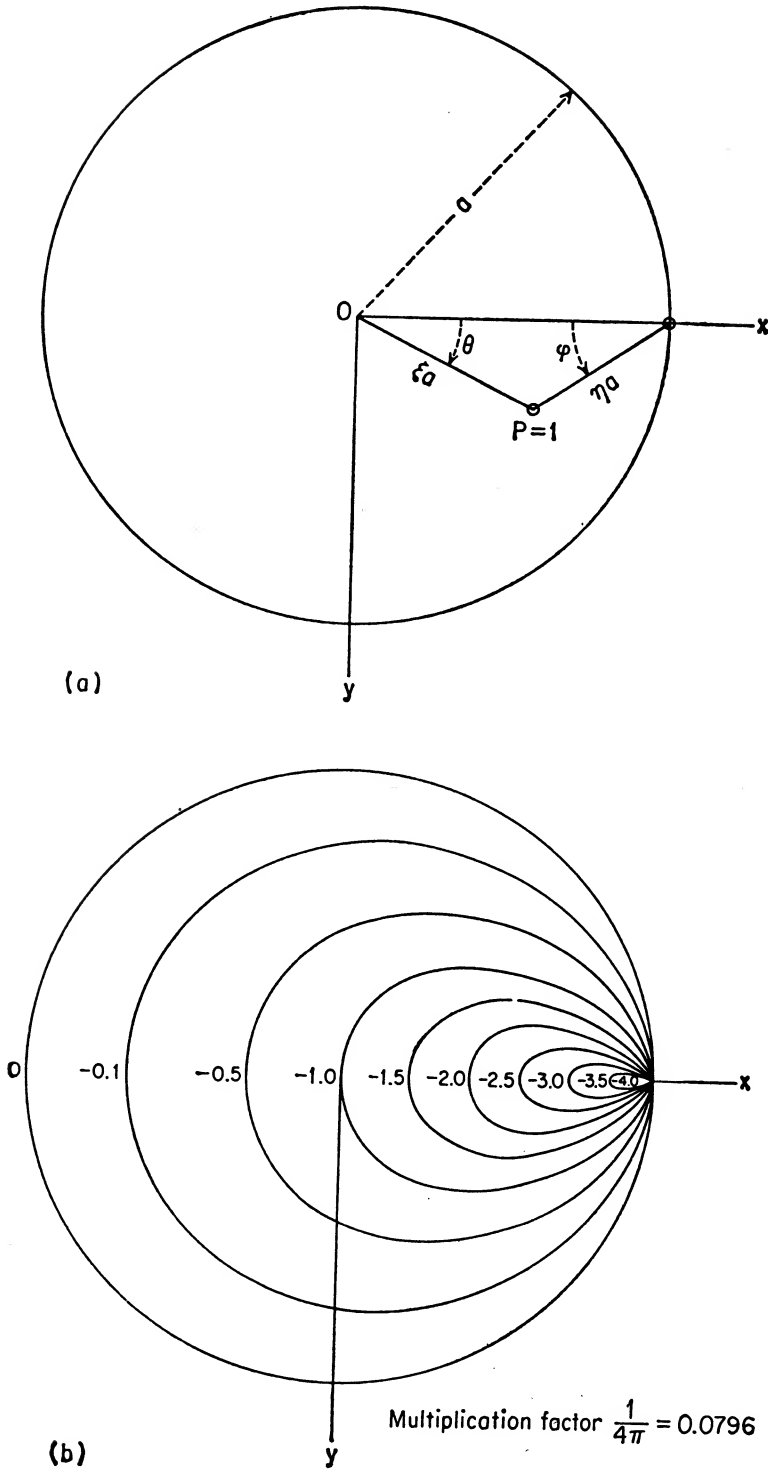 a
O
x
θ
φ
ξa
ηa
P=1
(a)
y
0 -0.1 -0.5 -1.0 -1.5 -2.0 -2.5 -3.0 -3.5 -4.0 x
Multiplication factor 1/4π = 0.0796
(b)
y